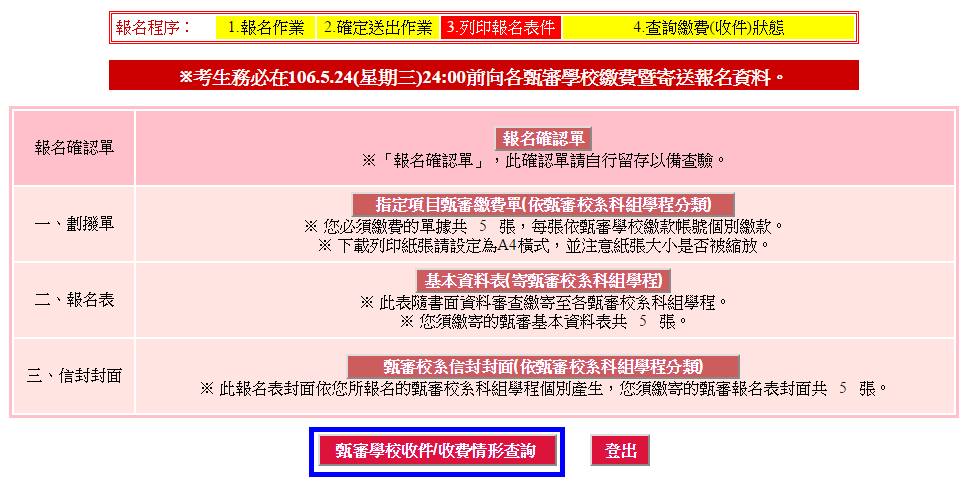 報名程序： 1.報名作業 2.確定送出作業 3.列印報名表件 4.查詢繳費(收件)狀態
※考生務必在106.5.24(星期三)24:00前向各甄審學校繳費暨寄送報名資料。
報名確認單
報名確認單
※「報名確認單」，此確認單請自行留存以備查驗。
一、劃撥單
指定項目甄審繳費單(依甄審校系科組學程分類)
※ 您必須繳費的單據共 5 張，每張依甄審學校繳款帳號個別繳款。
※ 下載列印紙張請設定為A4橫式，並注意紙張大小是否被縮放。
二、報名表
基本資料表(寄甄審校系科組學程)
※ 此表隨書面資料審查繳寄至各甄審校系科組學程。
※ 您須繳寄的甄審基本資料表共 5 張。
三、信封封面
甄審校系信封封面(依甄審校系科組學程分類)
※ 此報名表封面依您所報名的甄審校系科組學程個別產生，您須繳寄的甄審報名表封面共 5 張。
甄審學校收件/收費情形查詢 登出